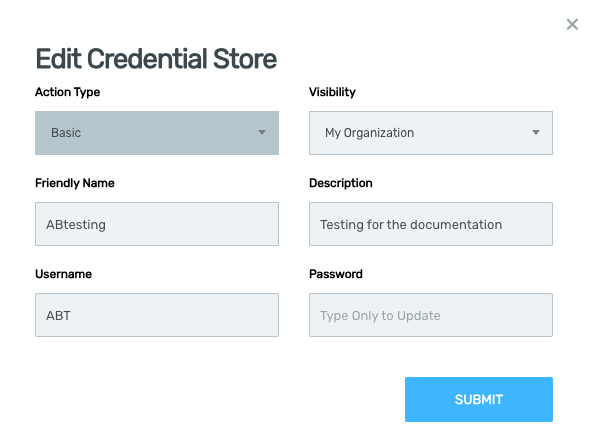 Edit Credential Store
Action Type
Visibility
Basic
My Organization
Friendly Name
Description
ABtesting
Testing for the documentation
Username
Password
ABT
Type Only to Update
SUBMIT